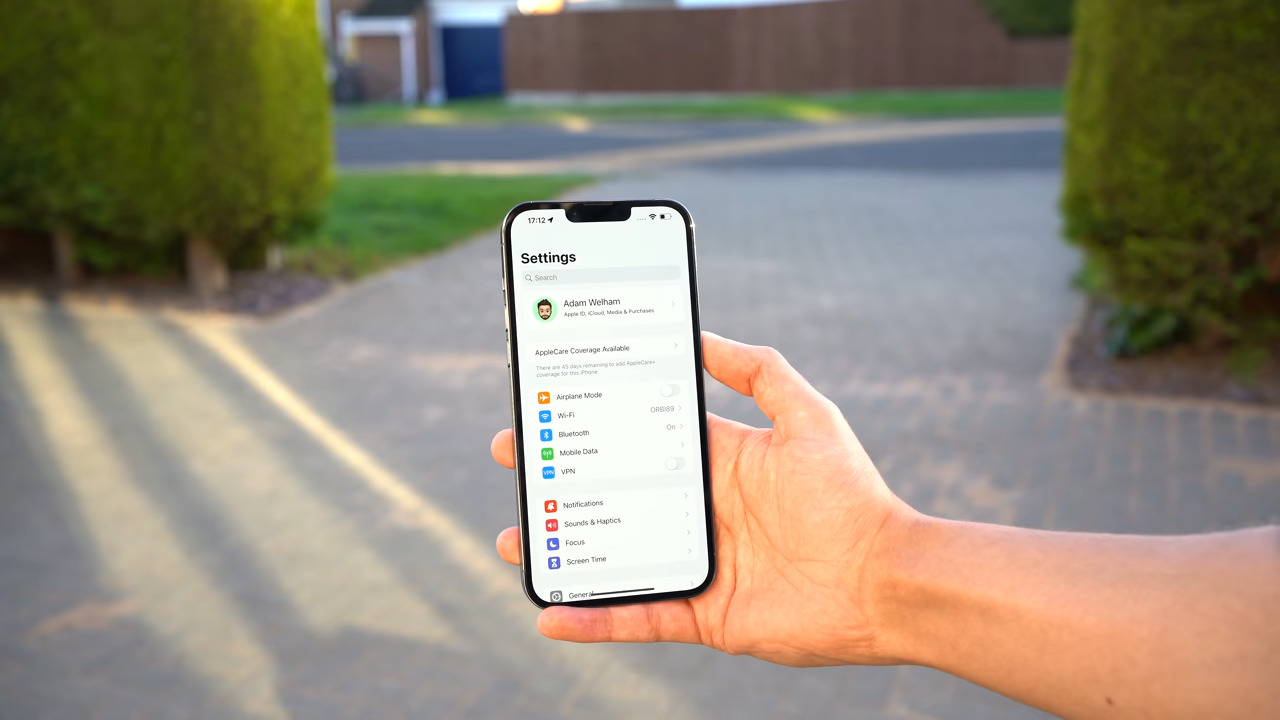 17:12
Settings
Search
Adam Welham
Apple ID, iCloud, Media & Purchases
AppleCare Coverage Available
There are 45 days remaining to add AppleCare+
coverage for this iPhone.
Airplane Mode
Wi-Fi ORBI89
Bluetooth On
Mobile Data
VPN VPN
Notifications
Sounds & Haptics
Focus
Screen Time
General